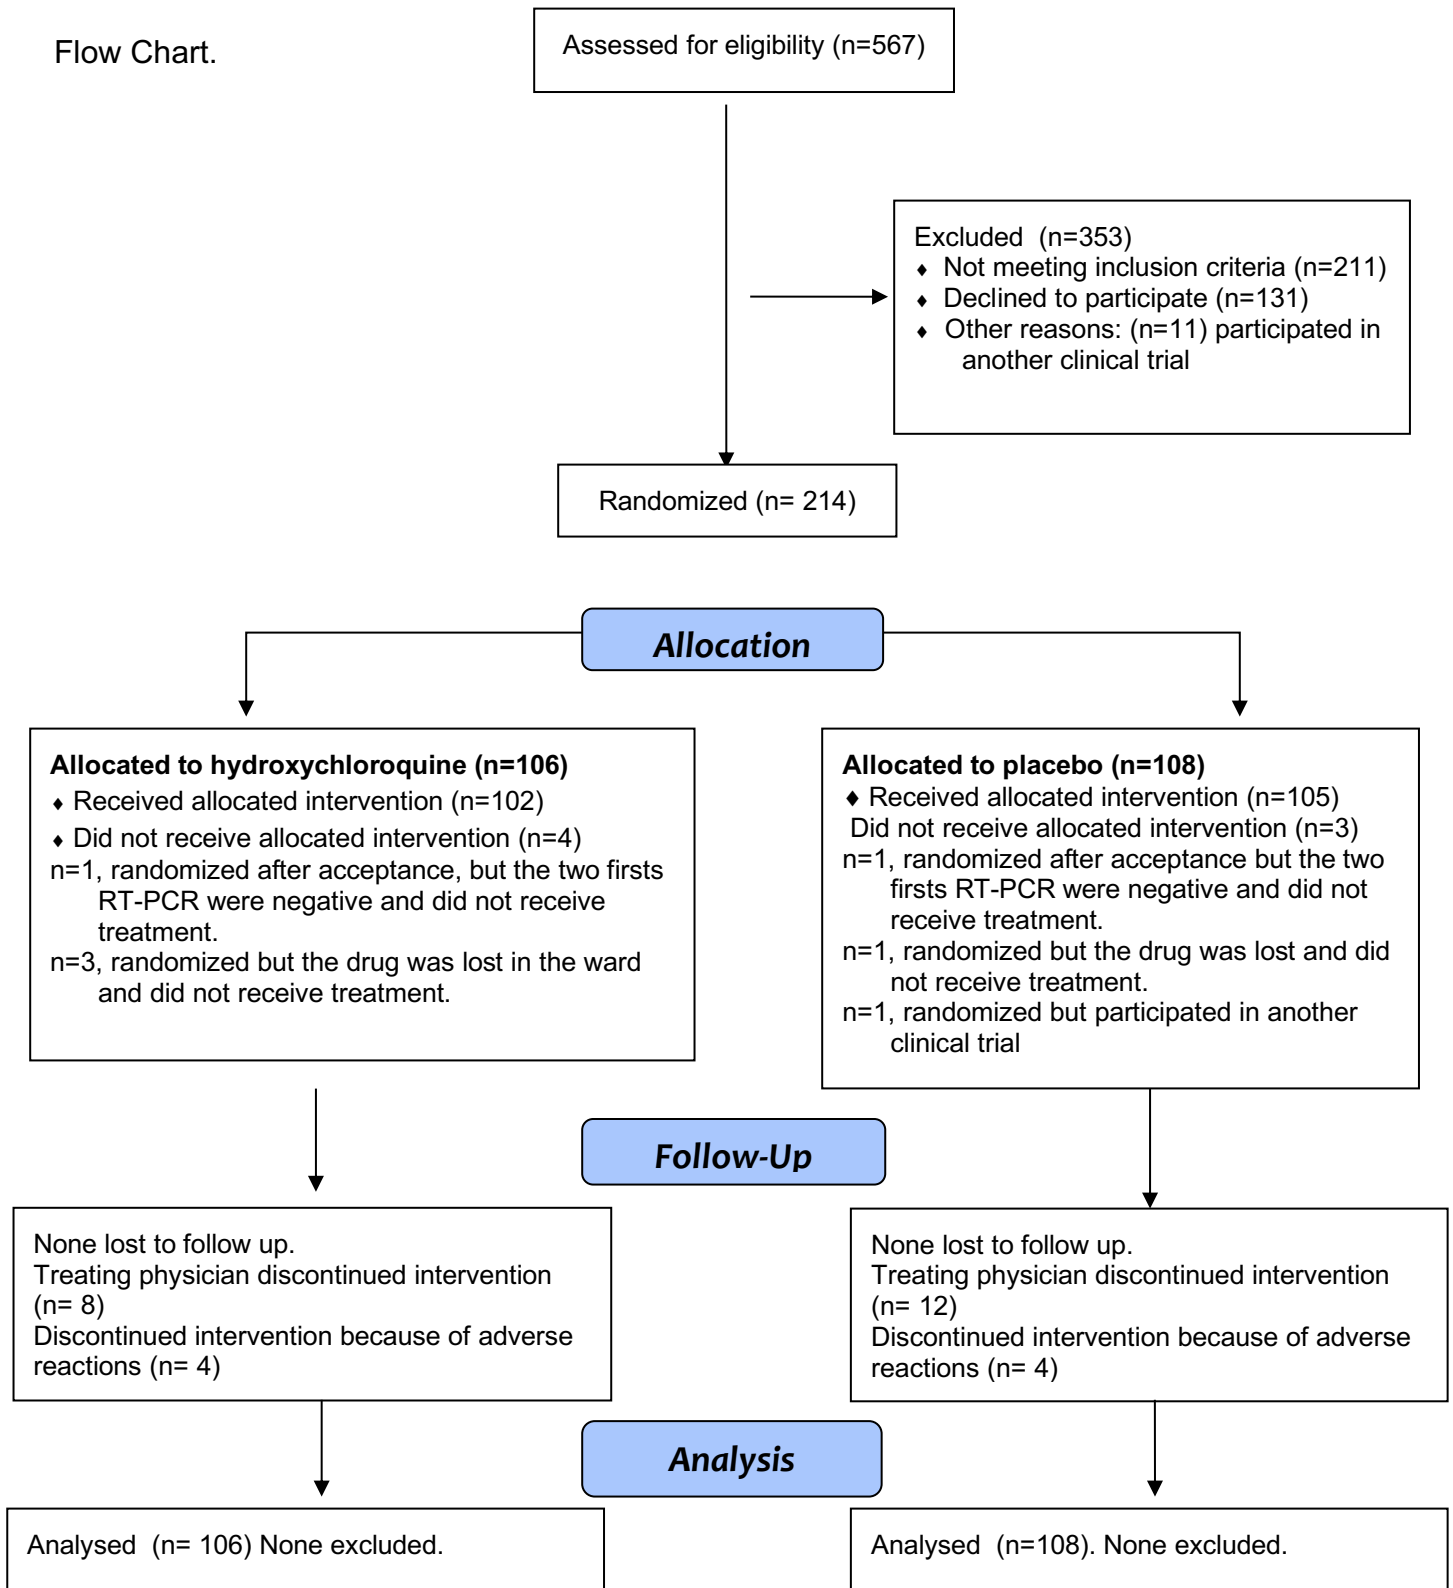 Flow Chart.
Assessed for eligibility (n=567)
Excluded (n=353)
♦ Not meeting inclusion criteria (n=211)
♦ Declined to participate (n=131)
♦ Other reasons: (n=11) participated in
another clinical trial
Randomized (n= 214)
Allocation
Allocated to hydroxychloroquine (n=106)
♦ Received allocated intervention (n=102)
♦ Did not receive allocated intervention (n=4)
n=1, randomized after acceptance, but the two firsts
RT-PCR were negative and did not receive
treatment.
n=3, randomized but the drug was lost in the ward
and did not receive treatment.
Allocated to placebo (n=108)
♦ Received allocated intervention (n=105)
Did not receive allocated intervention (n=3)
n=1, randomized after acceptance but the two
firsts RT-PCR were negative and did not
receive treatment.
n=1, randomized but the drug was lost and did
not receive treatment.
n=1, randomized but participated in another
clinical trial
Follow-Up
None lost to follow up.
Treating physician discontinued intervention
(n= 8)
Discontinued intervention because of adverse
reactions (n= 4)
None lost to follow up.
Treating physician discontinued intervention
(n= 12)
Discontinued intervention because of adverse
reactions (n= 4)
Analysis
Analysed (n= 106) None excluded.
Analysed (n=108). None excluded.